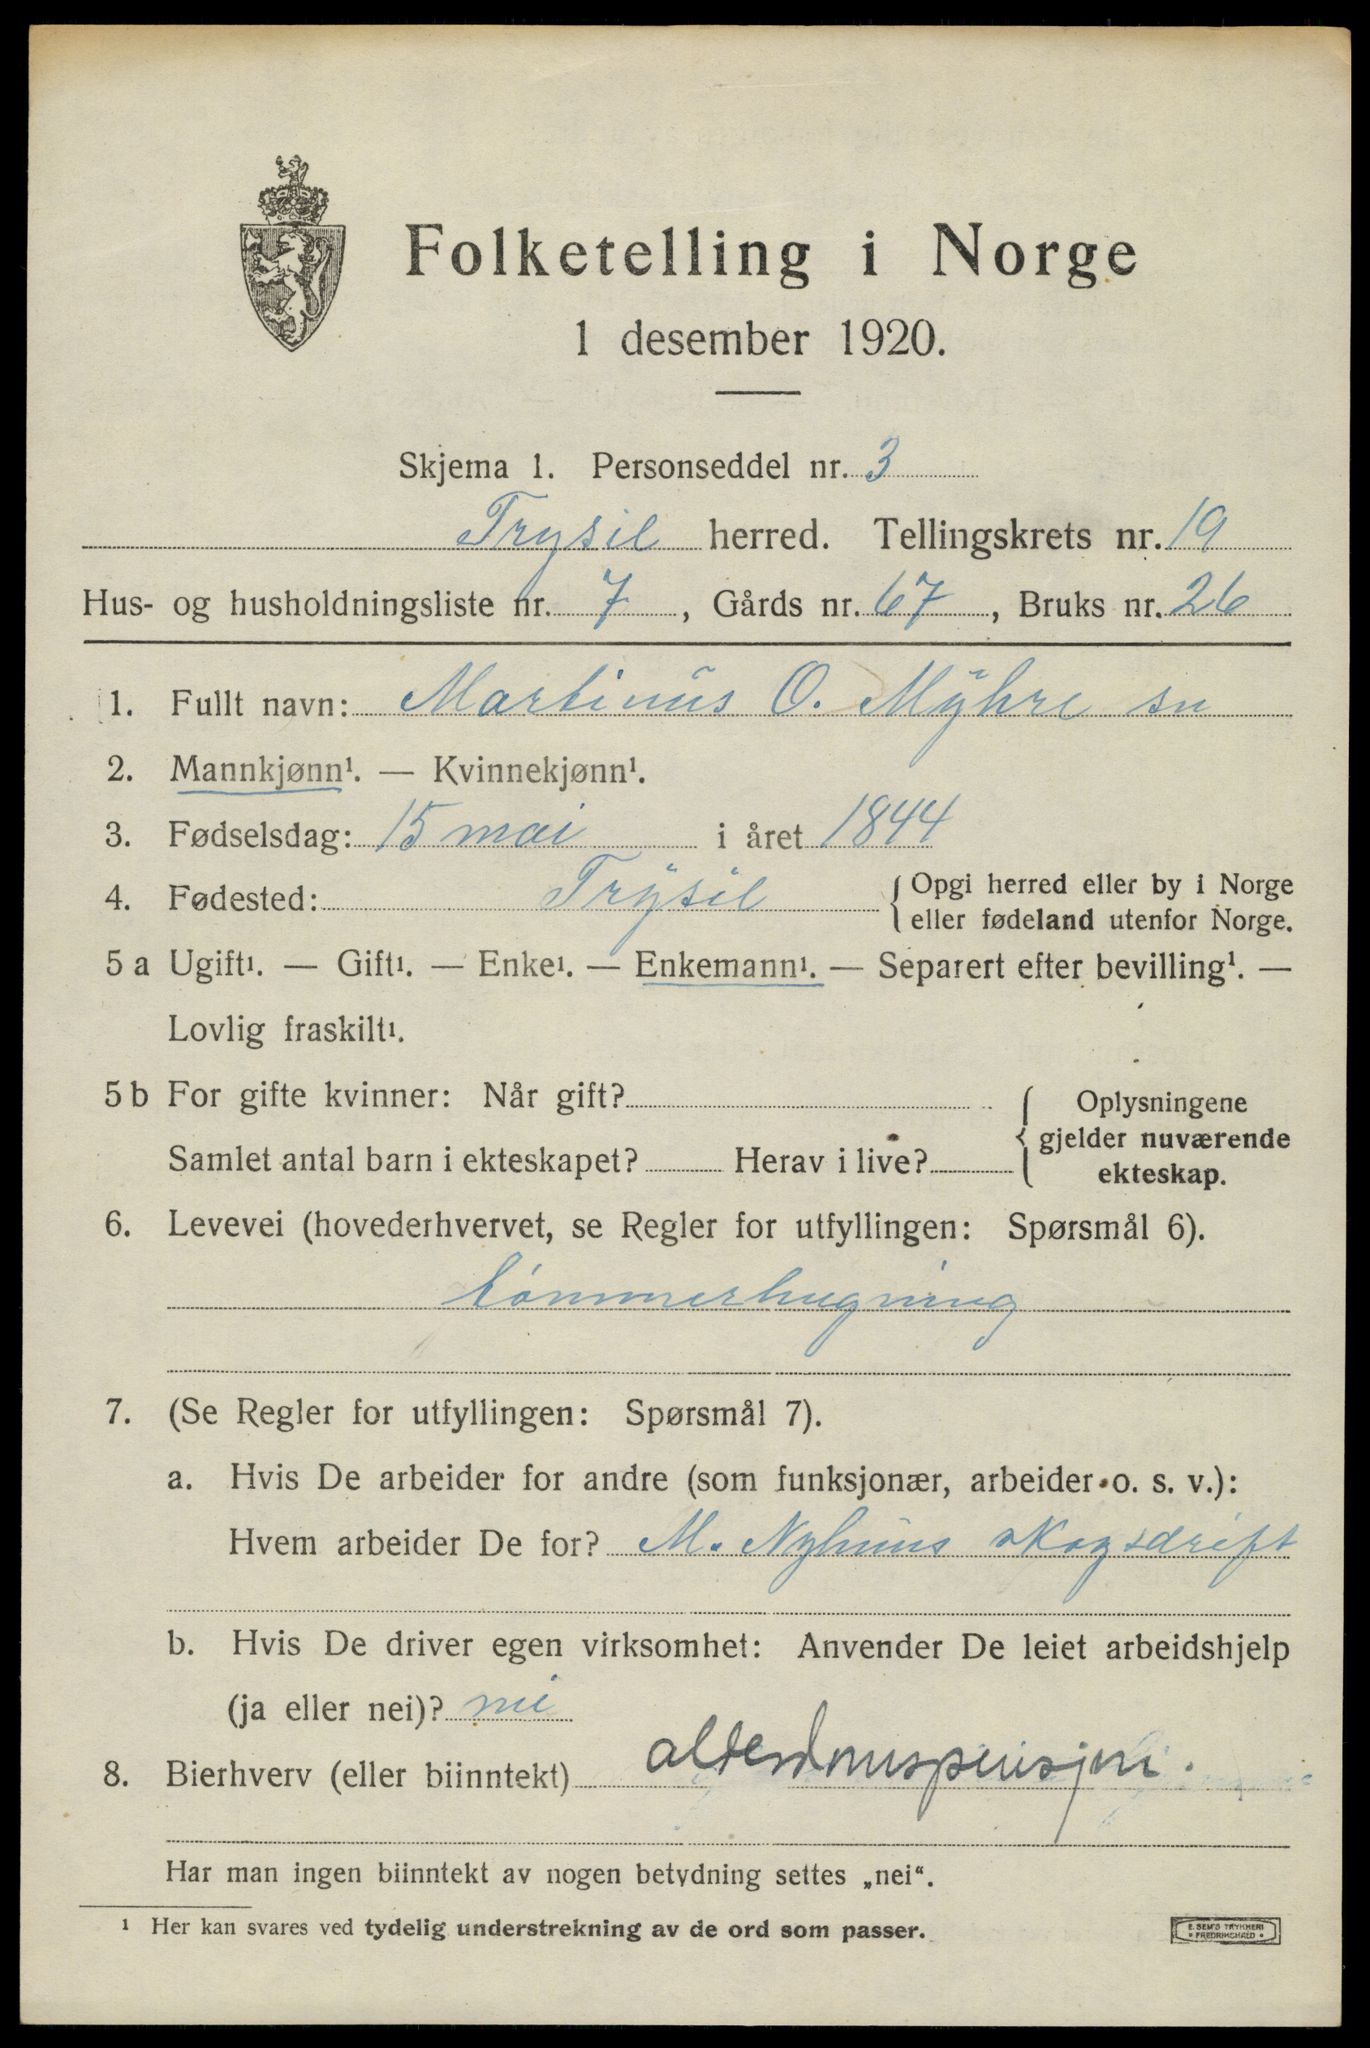 Folketelling i Norge
1 desember 1920.
Skjema 1. Personseddel nr. 3
Trysil herred. Tellingskrets nr. 19
Hus- og husholdningsliste nr. 7, Gårds nr. 67, Bruks nr. 26
1. Fullt navn: Martinus O. Myhre sn
2. Mannkjønn¹. — Kvinnekjønn¹.
3. Fødselsdag: 15 mai i året 1844
4. Fødested: Trysil { Opgi herred eller by i Norge
eller fødeland utenfor Norge.
5 a Ugift¹. — Gift¹. — Enke¹. — Enkemann¹. — Separert efter bevilling¹. —
Lovlig fraskilt¹.
5 b For gifte kvinner: Når gift? { Oplysningene
gjelder nuværende
Samlet antal barn i ekteskapet? Herav i live?
ekteskap.
6. Levevei (hovederhvervet, se Regler for utfyllingen: Spørsmål 6).
tømmerhugning
7. (Se Regler for utfyllingen: Spørsmål 7).
a. Hvis De arbeider for andre (som funksjonær, arbeider o. s. v.):
Hvem arbeider De for? M. Nyhuus skogsdrift
b. Hvis De driver egen virksomhet: Anvender De leiet arbeidshjelp
(ja eller nei)? nei
8. Bierhverv (eller biinntekt) alderdomspensjon.
Har man ingen biinntekt av nogen betydning settes „nei“.
¹ Her kan svares ved tydelig understrekning av de ord som passer.
E. SEM'S TRYKKERI
FREDRIKSHALD